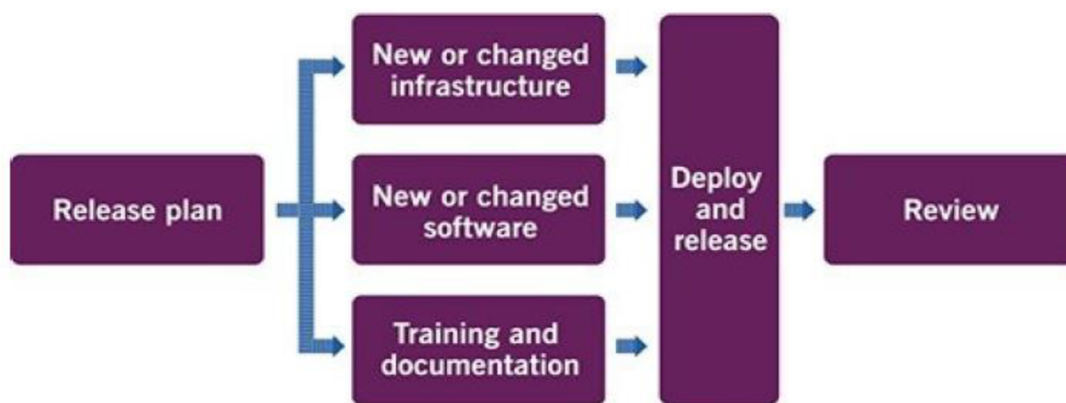 Release plan
New or changed
infrastructure
New or changed
software
Training and
documentation
Deploy
and
release
Review